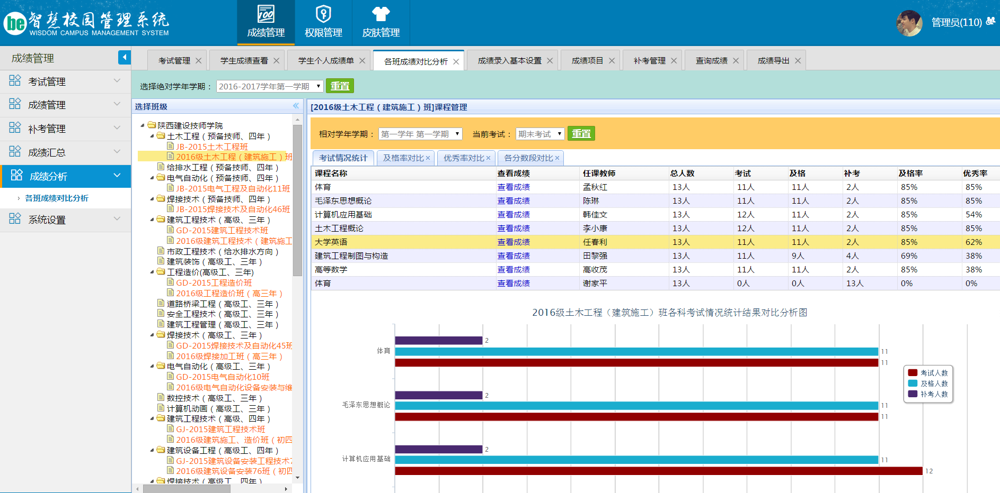 be 智慧校园管理系统
WISDOM CAMPUS MANAGEMENT SYSTEM
100
成绩管理
权限管理
皮肤管理
管理员(110)
成绩管理
考试管理
成绩管理
补考管理
成绩汇总
成绩分析
各班成绩对比分析
系统设置
考试管理 学生成绩查看 学生个人成绩单 各班成绩对比分析 成绩录入基本设置 成绩项目 补考管理 查询成绩 成绩导出
选择绝对学年学期： 2016-2017学年第一学期 重置
选择班级
陕西建设技师学院
土木工程（预备技师、四年）
JB-2015土木工程班
2016级土木工程（建筑施工）班
给排水工程（预备技师、四年）
电气自动化（预备技师、四年）
JB-2015电气工程及自动化11班
焊接技术（预备技师、四年）
JB-2015焊接技术及自动化46班
建筑工程技术（高级、三年）
GD-2015建筑工程技术班
2016级建筑工程技术（建筑施工
市政工程技术（给水排水方向）
建筑装饰（高级工、三年）
工程造价(高级工、三年)
GD-2015工程造价班
2016级工程造价班（高三年）
道路桥梁工程（高级工、三年）
安全工程技术（高级工、三年）
建筑工程管理（高级工、三年）
焊接技术（高级工、三年）
GD-2015焊接技术及自动化45班
2016级焊接加工班（高三年）
电气自动化（高级工、三年）
GD-2015电气自动化10班
2016级电气自动化设备安装与维
数控技术（高级工、三年）
计算机动画（高级工、三年）
建筑工程技术（高级、四年）
GJ-2015建筑工程技术班
2016级建筑施工、造价班（初四
建筑设备工程（高级工、四年）
GJ-2015建筑设备安装工程技术7
2016级建筑设备安装76班（初四
焊接技术（高级工、四年）
[2016级土木工程（建筑施工）班]课程管理
相对学年学期： 第一学年 第一学期 当前考试： 期末考试 重置
考试情况统计 及格率对比 优秀率对比 各分数段对比
课程名称 查看成绩 任课教师 总人数 考试 及格 补考 及格率 优秀率
体育 查看成绩 孟秋红 13人 11人 11人 2人 85% 85%
毛泽东思想概论 查看成绩 陈琳 13人 11人 11人 2人 85% 85%
计算机应用基础 查看成绩 韩佳文 13人 12人 11人 2人 85% 54%
土木工程概论 查看成绩 李小康 13人 12人 11人 2人 85% 85%
大学英语 查看成绩 任春利 13人 11人 11人 2人 85% 62%
建筑工程制图与构造 查看成绩 田黎强 13人 11人 9人 4人 69% 38%
高等数学 查看成绩 高收茂 13人 11人 11人 2人 85% 38%
体育 查看成绩 谢家平 13人 0人 0人 13人 0% 0%
2016级土木工程（建筑施工）班各科考试情况统计结果对比分析图
2
体育 11
11
2
毛泽东思想概论 11
11
2
计算机应用基础 11
12
考试人数
及格人数
补考人数